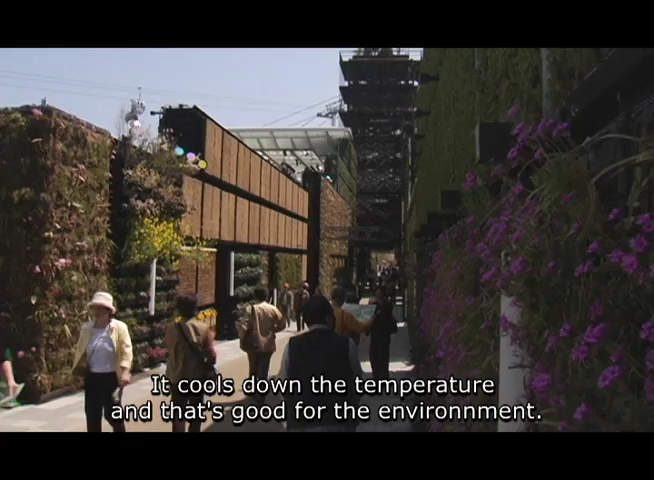 It cools down the temperature
and that's good for the environnment.